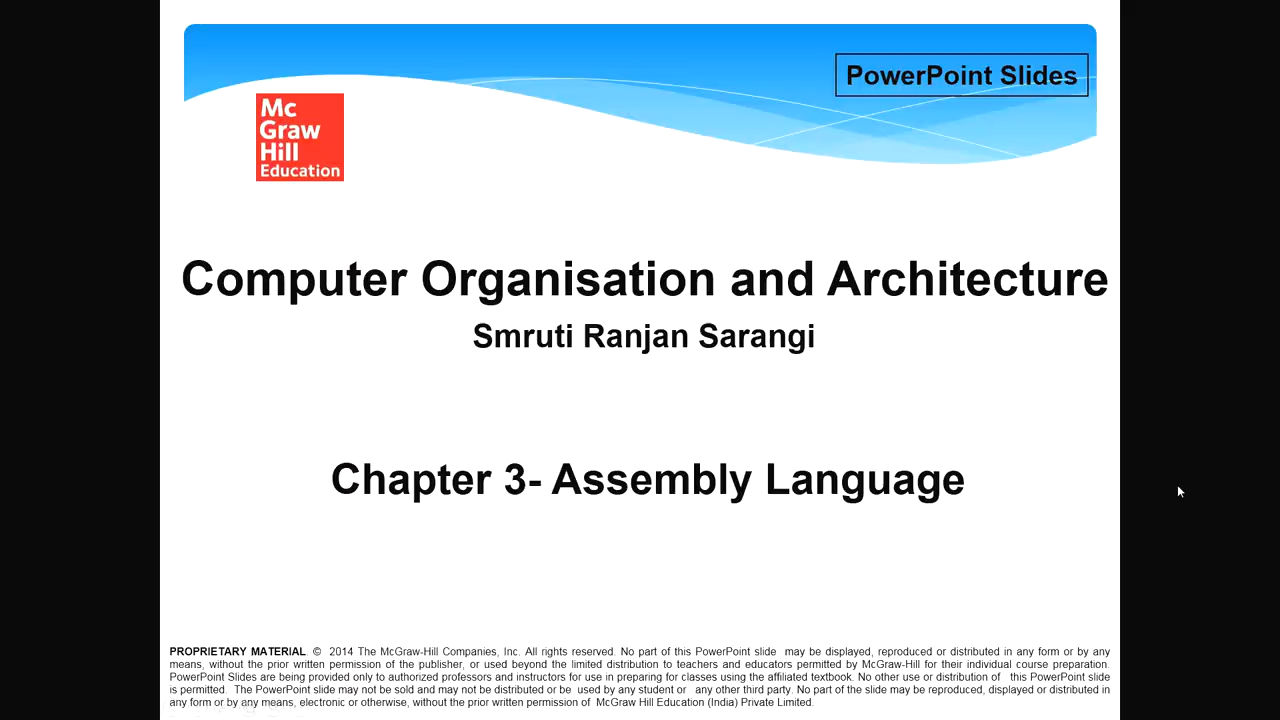 PowerPoint Slides
Mc
Graw
Hill
Education
Computer Organisation and Architecture
Smruti Ranjan Sarangi
Chapter 3- Assembly Language
PROPRIETARY MATERIAL. © 2014 The McGraw-Hill Companies, Inc. All rights reserved. No part of this PowerPoint slide may be displayed, reproduced or distributed in any form or by any
means, without the prior written permission of the publisher, or used beyond the limited distribution to teachers and educators permitted by McGraw-Hill for their individual course preparation.
PowerPoint Slides are being provided only to authorized professors and instructors for use in preparing for classes using the affiliated textbook. No other use or distribution of this PowerPoint slide
is permitted. The PowerPoint slide may not be sold and may not be distributed or be used by any student or any other third party. No part of the slide may be reproduced, displayed or distributed in
any form or by any means, electronic or otherwise, without the prior written permission of McGraw Hill Education (India) Private Limited.